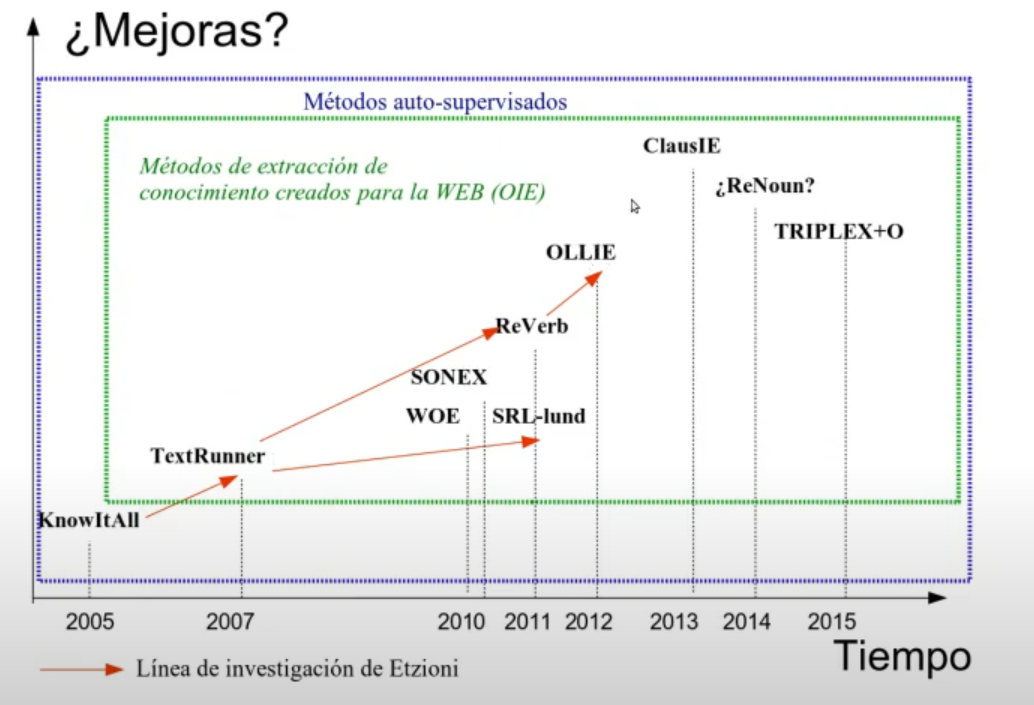 ¿Mejoras?
Métodos auto-supervisados
Métodos de extracción de
conocimiento creados para la WEB (OIE)
ClausIE
¿ReNoun?
TRIPLEX+O
OLLIE
ReVerb
SONEX
WOE
SRL-lund
TextRunner
KnowItAll
2005 2007 2010 2011 2012 2013 2014 2015
Tiempo
Línea de investigación de Etzioni